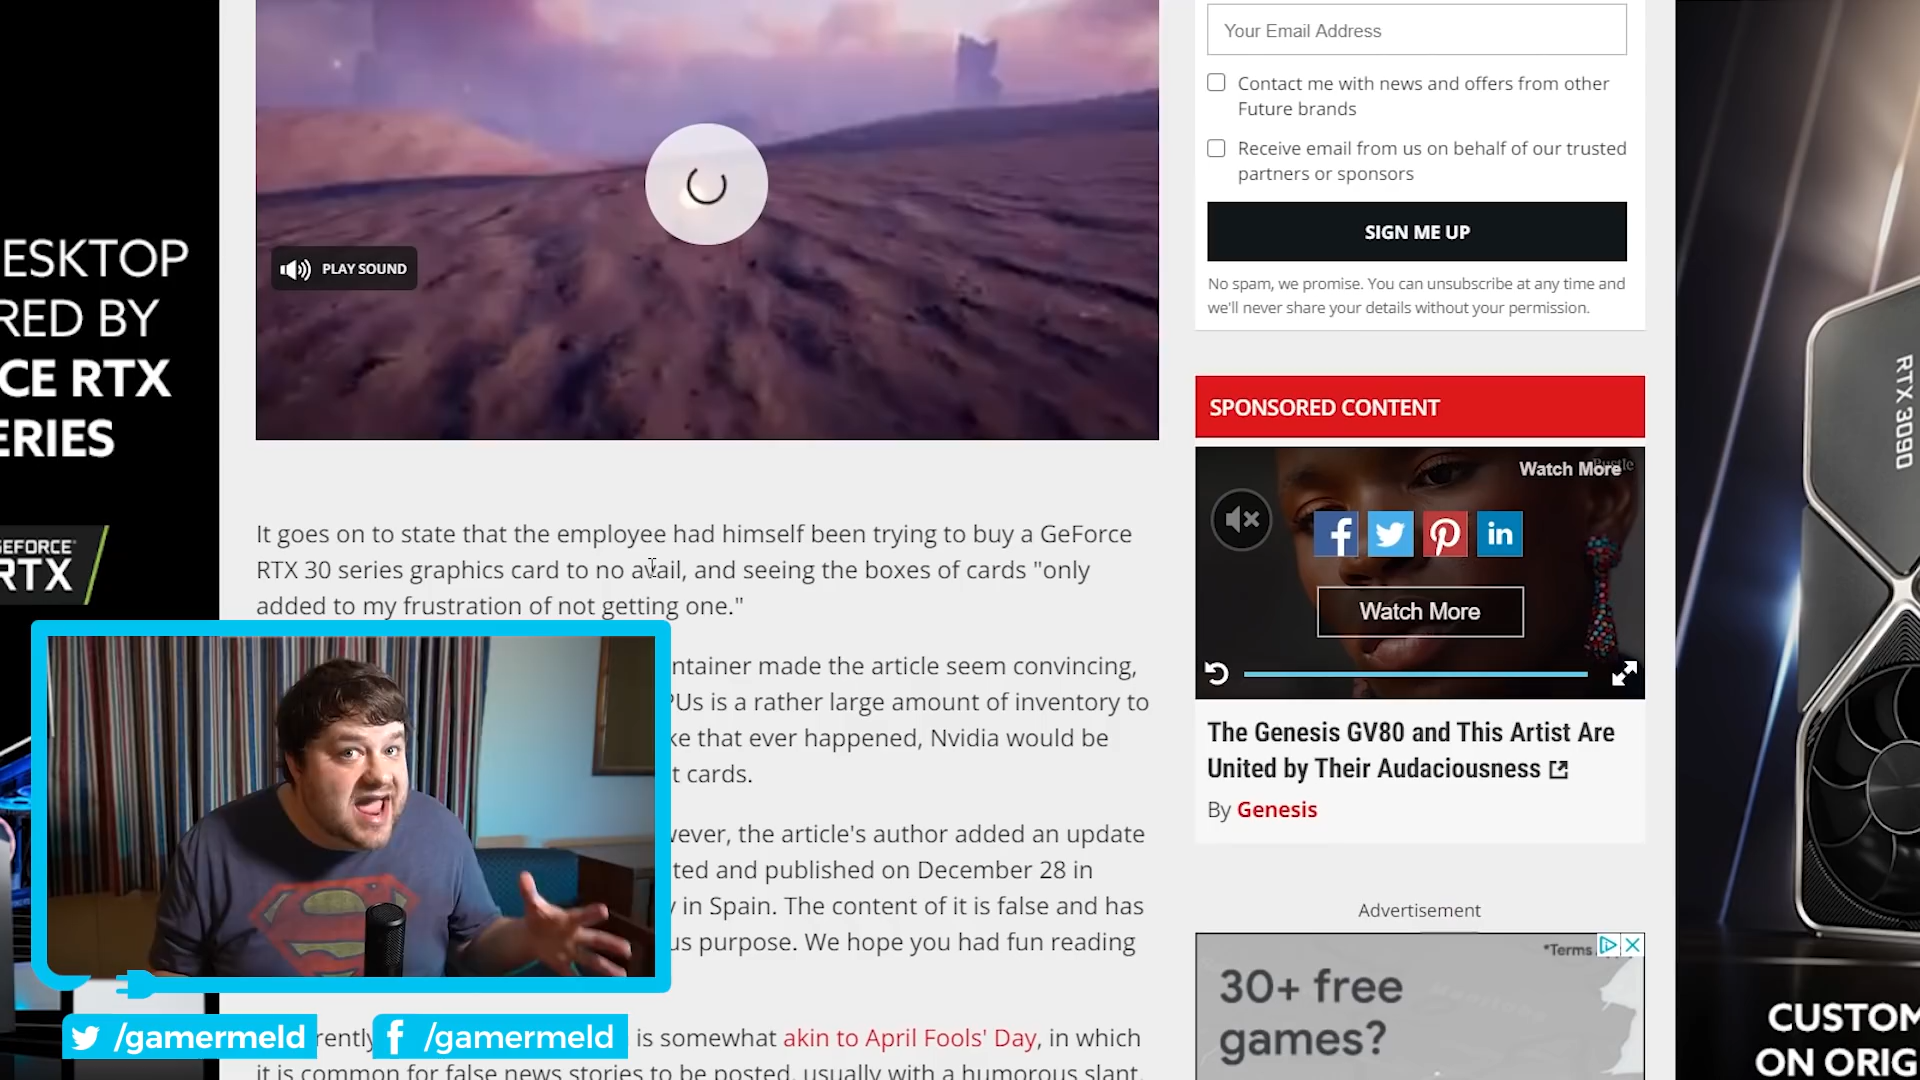 ESKTOP
RED BY
CE RTX
ERIES
GEFORCE
RTX
PLAY SOUND
It goes on to state that the employee had himself been trying to buy a GeForce
RTX 30 series graphics card to no avail, and seeing the boxes of cards "only
added to my frustration of not getting one."
ntainer made the article seem convincing,
PUs is a rather large amount of inventory to
ke that ever happened, Nvidia would be
t cards.
wever, the article's author added an update
ted and published on December 28 in
y in Spain. The content of it is false and has
us purpose. We hope you had fun reading
rently
is somewhat akin to April Fools' Day, in which
it is common for false news stories to be posted, usually with a humorous slant.
/gamermeld
/gamermeld
Your Email Address
Contact me with news and offers from other
Future brands
Receive email from us on behalf of our trusted
partners or sponsors
SIGN ME UP
No spam, we promise. You can unsubscribe at any time and
we'll never share your details without your permission.
SPONSORED CONTENT
Watch More
Watch More
The Genesis GV80 and This Artist Are
United by Their Audaciousness
By Genesis
Advertisement
*Terms
30+ free
games?
RTX 3090
CUSTOM
ON ORIG